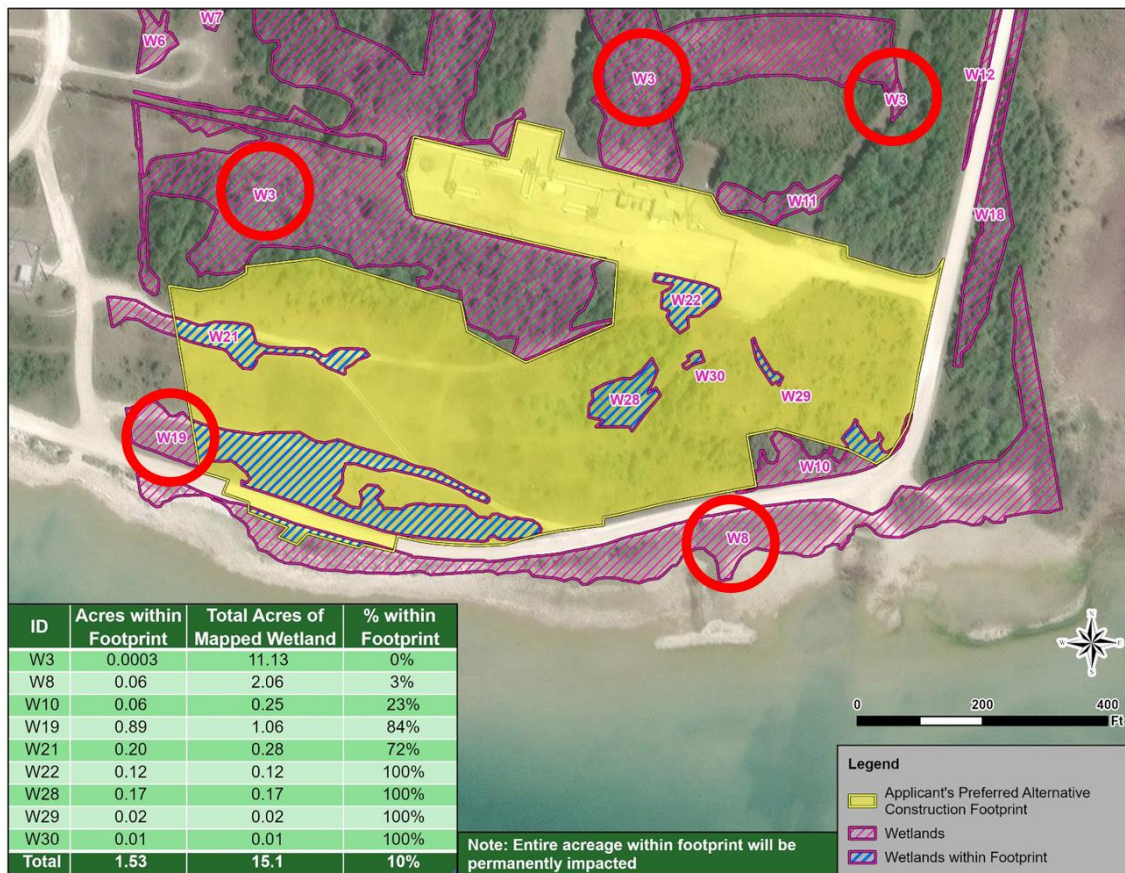 W7
W6
W3
W3
W12
W3
W11
W18
W22
W21
W30
W29
W28
W19
W10
W8
ID Acres within Footprint Total Acres of Mapped Wetland % within Footprint
W3 0.0003 11.13 0%
W8 0.06 2.06 3%
W10 0.06 0.25 23%
W19 0.89 1.06 84%
W21 0.20 0.28 72%
W22 0.12 0.12 100%
W28 0.17 0.17 100%
W29 0.02 0.02 100%
W30 0.01 0.01 100%
Total 1.53 15.1 10%
Note: Entire acreage within footprint will be
permanently impacted
N
W E
S
0 200 400
Ft
Legend
Applicant's Preferred Alternative
Construction Footprint
Wetlands
Wetlands within Footprint